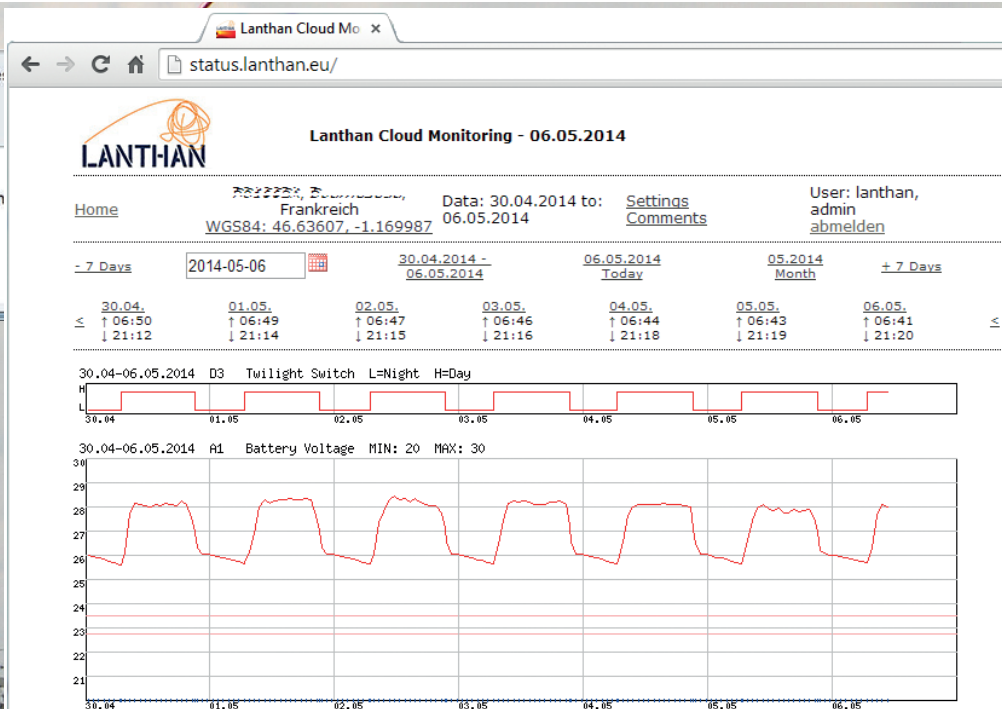 Lanthan Cloud Mo ×
status.lanthan.eu/
LANTHAN
Lanthan Cloud Monitoring - 06.05.2014
Home
Frankreich
WGS84: 46.63607, -1.169987
Data: 30.04.2014 to:
06.05.2014
Settings
Comments
User: lanthan,
admin
abmelden
- 7 Days
2014-05-06
30.04.2014 -
06.05.2014
06.05.2014
Today
05.2014
Month
+ 7 Days
< 30.04. 01.05. 02.05. 03.05. 04.05. 05.05. 06.05. <
↑ 06:50 ↑ 06:49 ↑ 06:47 ↑ 06:46 ↑ 06:44 ↑ 06:43 ↑ 06:41
↓ 21:12 ↓ 21:14 ↓ 21:15 ↓ 21:16 ↓ 21:18 ↓ 21:19 ↓ 21:20
30.04-06.05.2014 D3 Twilight Switch L=Night H=Day
H
L
30.04 01.05 02.05 03.05 04.05 05.05 06.05
30.04-06.05.2014 A1 Battery Voltage MIN: 20 MAX: 30
30
29
28
27
26
25
24
23
22
21
30.04 01.05 02.05 03.05 04.05 05.05 06.05